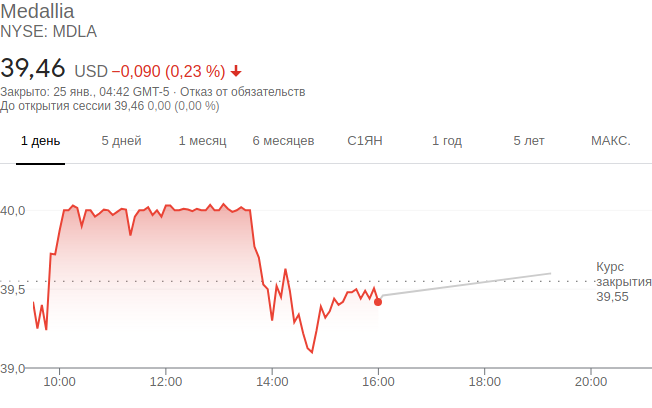 Medallia
NYSE: MDLA
39,46 USD −0,090 (0,23 %)
Закрыто: 25 янв., 04:42 GMT-5 · Отказ от обязательств
До открытия сессии 39,46 0,00 (0,00 %)
1 день 5 дней 1 месяц 6 месяцев С1ЯН 1 год 5 лет МАКС.
40,0
Курс
закрытия
39,5
39,55
39,0
10:00 12:00 14:00 16:00 18:00 20:00